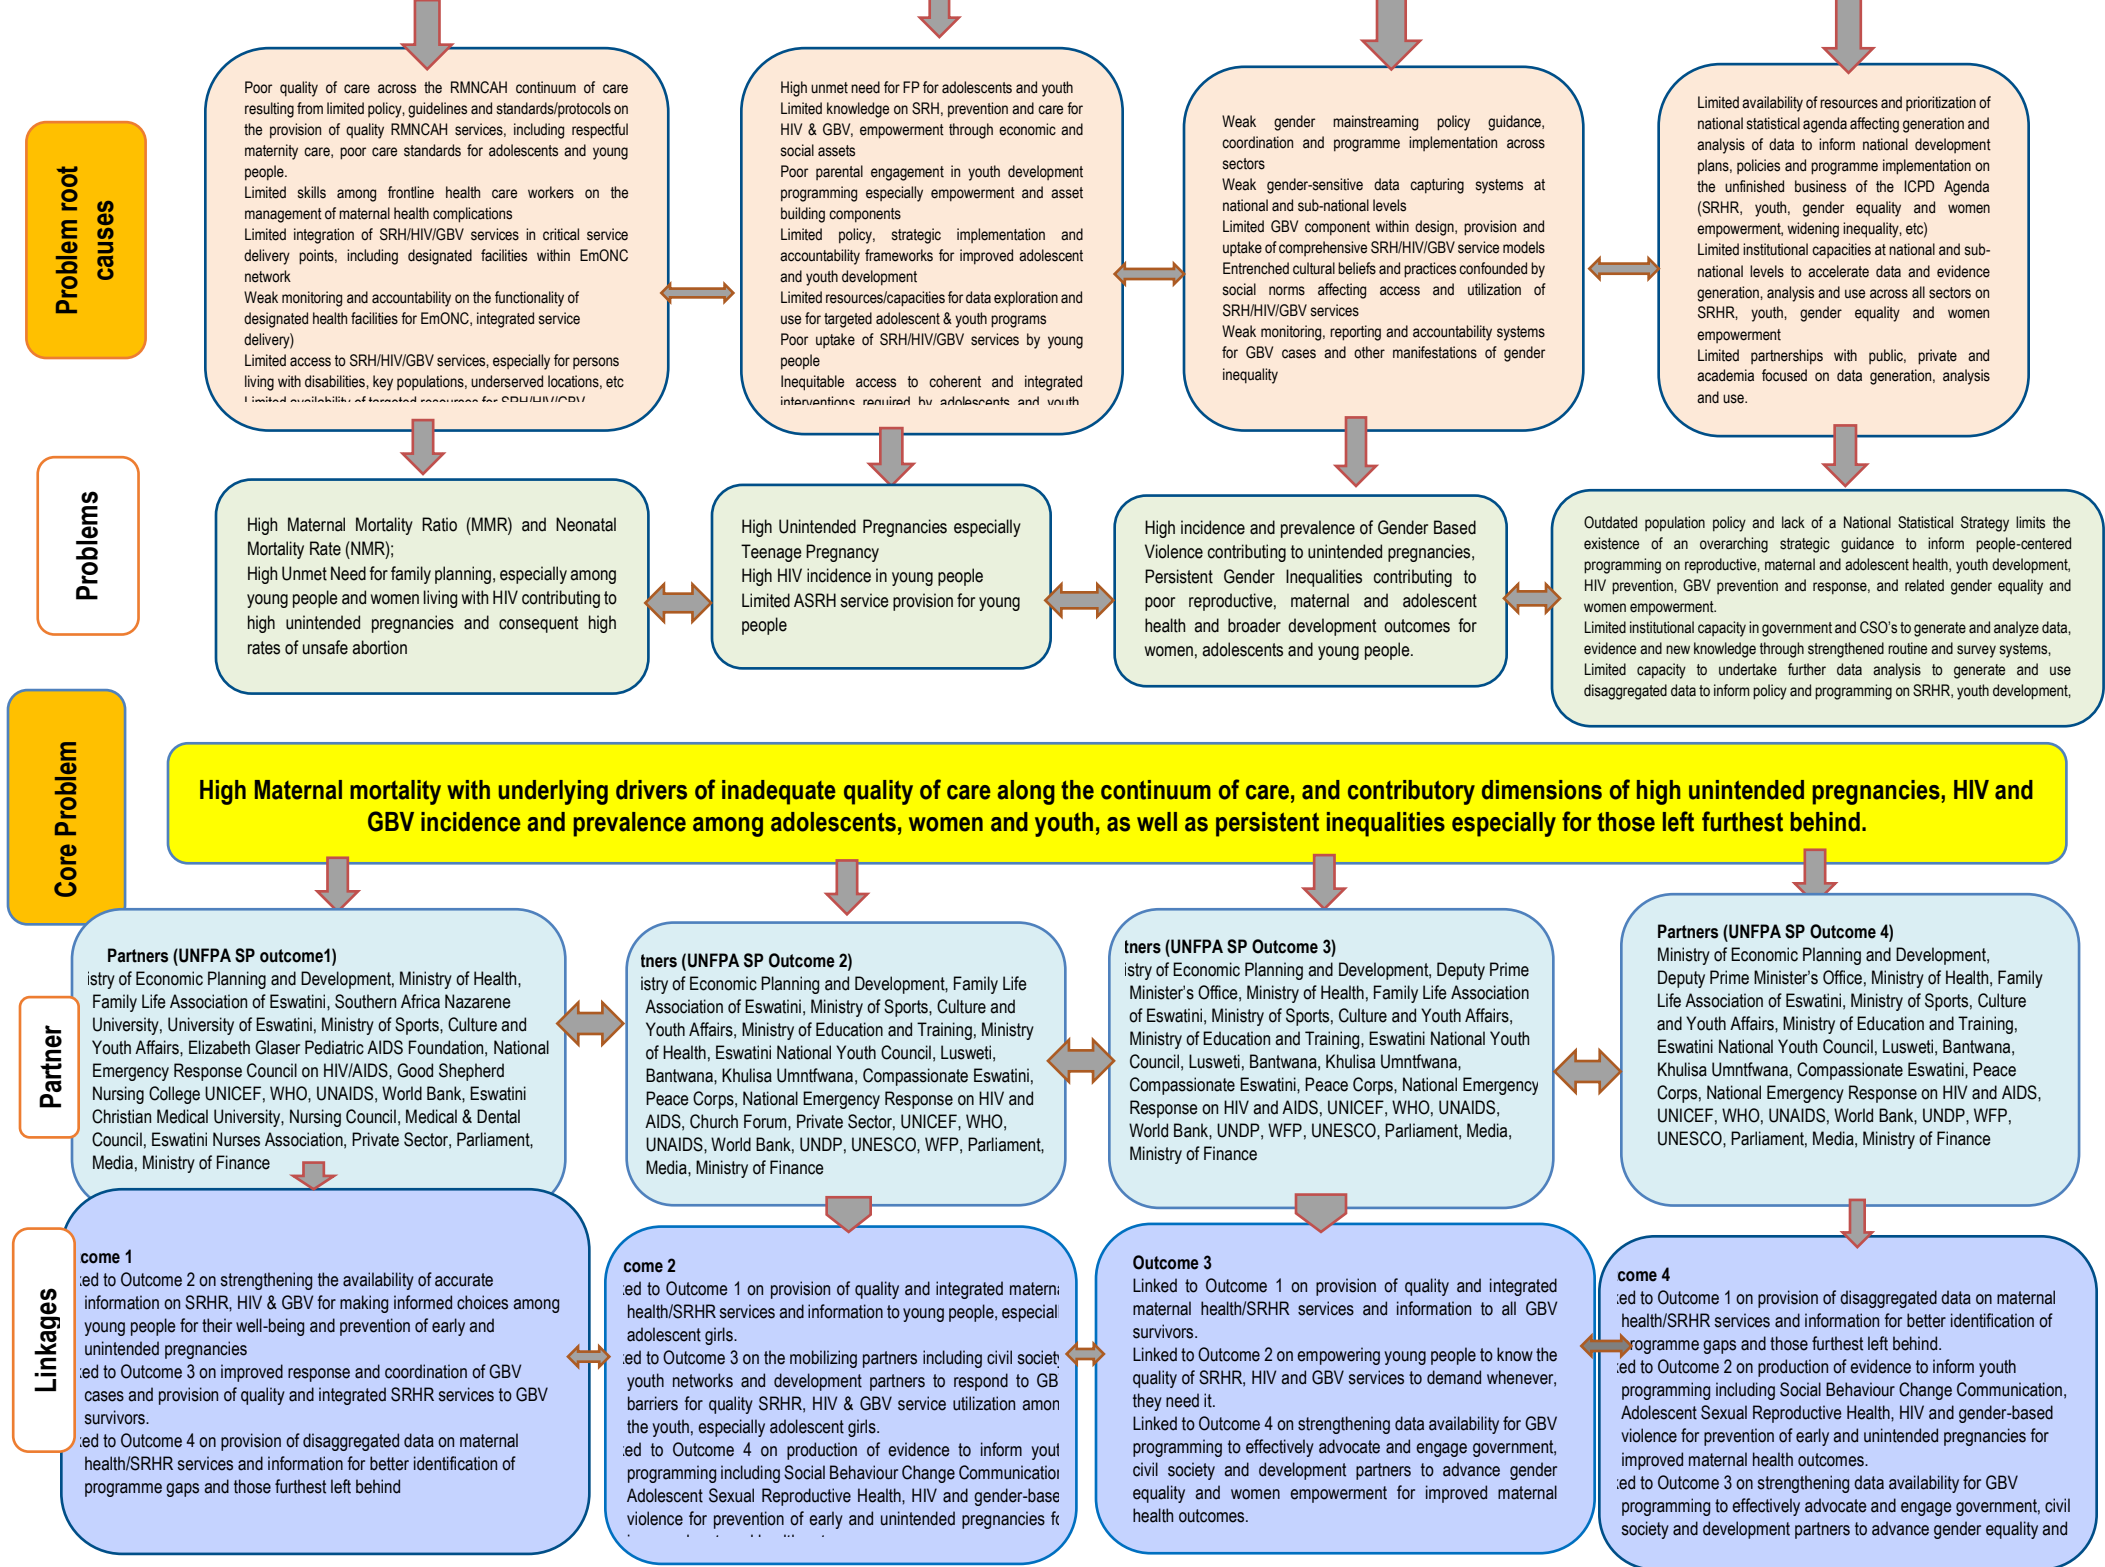 Problem root
causes
Poor quality of care across the RMNCAH continuum of care
resulting from limited policy, guidelines and standards/protocols on
the provision of quality RMNCAH services, including respectful
maternity care, poor care standards for adolescents and young
people.
Limited skills among frontline health care workers on the
management of maternal health complications
Limited integration of SRH/HIV/GBV services in critical service
delivery points, including designated facilities within EmONC
network
Weak monitoring and accountability on the functionality of
designated health facilities for EmONC, integrated service
delivery)
Limited access to SRH/HIV/GBV services, especially for persons
living with disabilities, key populations, underserved locations, etc
Limited availability of targeted resources for SRH/HIV/GBV
High unmet need for FP for adolescents and youth
Limited knowledge on SRH, prevention and care for
HIV & GBV, empowerment through economic and
social assets
Poor parental engagement in youth development
programming especially empowerment and asset
building components
Limited policy, strategic implementation and
accountability frameworks for improved adolescent
and youth development
Limited resources/capacities for data exploration and
use for targeted adolescent & youth programs
Poor uptake of SRH/HIV/GBV services by young
people
Inequitable access to coherent and integrated
interventions required by adolescents and youth
Weak gender mainstreaming policy guidance,
coordination and programme implementation across
sectors
Weak gender-sensitive data capturing systems at
national and sub-national levels
Limited GBV component within design, provision and
uptake of comprehensive SRH/HIV/GBV service models
Entrenched cultural beliefs and practices confounded by
social norms affecting access and utilization of
SRH/HIV/GBV services
Weak monitoring, reporting and accountability systems
for GBV cases and other manifestations of gender
inequality
Limited availability of resources and prioritization of
national statistical agenda affecting generation and
analysis of data to inform national development
plans, policies and programme implementation on
the unfinished business of the ICPD Agenda
(SRHR, youth, gender equality and women
empowerment, widening inequality, etc)
Limited institutional capacities at national and sub-
national levels to accelerate data and evidence
generation, analysis and use across all sectors on
SRHR, youth, gender equality and women
empowerment
Limited partnerships with public, private and
academia focused on data generation, analysis
and use.
Problems
High Maternal Mortality Ratio (MMR) and Neonatal
Mortality Rate (NMR);
High Unmet Need for family planning, especially among
young people and women living with HIV contributing to
high unintended pregnancies and consequent high
rates of unsafe abortion
High Unintended Pregnancies especially
Teenage Pregnancy
High HIV incidence in young people
Limited ASRH service provision for young
people
High incidence and prevalence of Gender Based
Violence contributing to unintended pregnancies,
Persistent Gender Inequalities contributing to
poor reproductive, maternal and adolescent
health and broader development outcomes for
women, adolescents and young people.
Outdated population policy and lack of a National Statistical Strategy limits the
existence of an overarching strategic guidance to inform people-centered
programming on reproductive, maternal and adolescent health, youth development,
HIV prevention, GBV prevention and response, and related gender equality and
women empowerment.
Limited institutional capacity in government and CSO's to generate and analyze data,
evidence and new knowledge through strengthened routine and survey systems,
Limited capacity to undertake further data analysis to generate and use
disaggregated data to inform policy and programming on SRHR, youth development,
Core Problem
High Maternal mortality with underlying drivers of inadequate quality of care along the continuum of care, and contributory dimensions of high unintended pregnancies, HIV and
GBV incidence and prevalence among adolescents, women and youth, as well as persistent inequalities especially for those left furthest behind.
Partner
Partners (UNFPA SP outcome1)
istry of Economic Planning and Development, Ministry of Health,
Family Life Association of Eswatini, Southern Africa Nazarene
University, University of Eswatini, Ministry of Sports, Culture and
Youth Affairs, Elizabeth Glaser Pediatric AIDS Foundation, National
Emergency Response Council on HIV/AIDS, Good Shepherd
Nursing College UNICEF, WHO, UNAIDS, World Bank, Eswatini
Christian Medical University, Nursing Council, Medical & Dental
Council, Eswatini Nurses Association, Private Sector, Parliament,
Media, Ministry of Finance
tners (UNFPA SP Outcome 2)
istry of Economic Planning and Development, Family Life
Association of Eswatini, Ministry of Sports, Culture and
Youth Affairs, Ministry of Education and Training, Ministry
of Health, Eswatini National Youth Council, Lusweti,
Bantwana, Khulisa Umntfwana, Compassionate Eswatini,
Peace Corps, National Emergency Response on HIV and
AIDS, Church Forum, Private Sector, UNICEF, WHO,
UNAIDS, World Bank, UNDP, UNESCO, WFP, Parliament,
Media, Ministry of Finance
tners (UNFPA SP Outcome 3)
istry of Economic Planning and Development, Deputy Prime
Minister's Office, Ministry of Health, Family Life Association
of Eswatini, Ministry of Sports, Culture and Youth Affairs,
Ministry of Education and Training, Eswatini National Youth
Council, Lusweti, Bantwana, Khulisa Umntfwana,
Compassionate Eswatini, Peace Corps, National Emergency
Response on HIV and AIDS, UNICEF, WHO, UNAIDS,
World Bank, UNDP, WFP, UNESCO, Parliament, Media,
Ministry of Finance
Partners (UNFPA SP Outcome 4)
Ministry of Economic Planning and Development,
Deputy Prime Minister's Office, Ministry of Health, Family
Life Association of Eswatini, Ministry of Sports, Culture
and Youth Affairs, Ministry of Education and Training,
Eswatini National Youth Council, Lusweti, Bantwana,
Khulisa Umntfwana, Compassionate Eswatini, Peace
Corps, National Emergency Response on HIV and AIDS,
UNICEF, WHO, UNAIDS, World Bank, UNDP, WFP,
UNESCO, Parliament, Media, Ministry of Finance
Linkages
come 1
ked to Outcome 2 on strengthening the availability of accurate
information on SRHR, HIV & GBV for making informed choices among
young people for their well-being and prevention of early and
unintended pregnancies
ked to Outcome 3 on improved response and coordination of GBV
cases and provision of quality and integrated SRHR services to GBV
survivors.
ked to Outcome 4 on provision of disaggregated data on maternal
health/SRHR services and information for better identification of
programme gaps and those furthest left behind
come 2
ked to Outcome 1 on provision of quality and integrated matern
health/SRHR services and information to young people, especial
adolescent girls.
ked to Outcome 3 on the mobilizing partners including civil society
youth networks and development partners to respond to GB
barriers for quality SRHR, HIV & GBV service utilization amon
the youth, especially adolescent girls.
ked to Outcome 4 on production of evidence to inform yout
programming including Social Behaviour Change Communication
Adolescent Sexual Reproductive Health, HIV and gender-base
violence for prevention of early and unintended pregnancies fo
Outcome 3
Linked to Outcome 1 on provision of quality and integrated
maternal health/SRHR services and information to all GBV
survivors.
Linked to Outcome 2 on empowering young people to know the
quality of SRHR, HIV and GBV services to demand whenever,
they need it.
Linked to Outcome 4 on strengthening data availability for GBV
programming to effectively advocate and engage government,
civil society and development partners to advance gender
equality and women empowerment for improved maternal
health outcomes.
come 4
ked to Outcome 1 on provision of disaggregated data on maternal
health/SRHR services and information for better identification of
rogramme gaps and those furthest left behind.
ked to Outcome 2 on production of evidence to inform youth
programming including Social Behaviour Change Communication,
Adolescent Sexual Reproductive Health, HIV and gender-based
violence for prevention of early and unintended pregnancies for
improved maternal health outcomes.
ked to Outcome 3 on strengthening data availability for GBV
programming to effectively advocate and engage government, civil
society and development partners to advance gender equality and